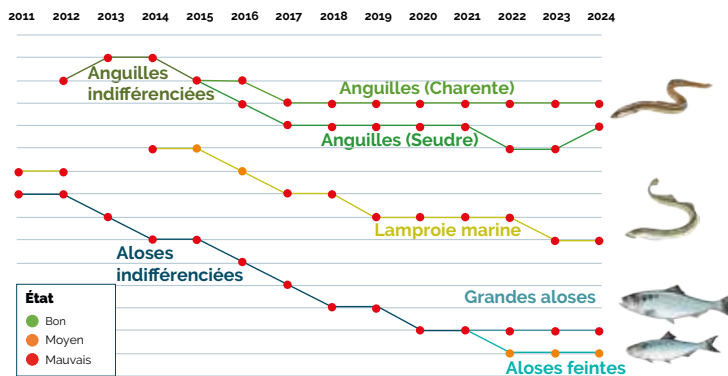 2011 2012 2013 2014 2015 2016 2017 2018 2019 2020 2021 2022 2023 2024
Anguilles
indifférenciées
Anguilles (Charente)
Anguilles (Seudre)
Lamproie marine
Aloses
indifférenciées
Grandes aloses
Aloses feintes
État
Bon
Moyen
Mauvais